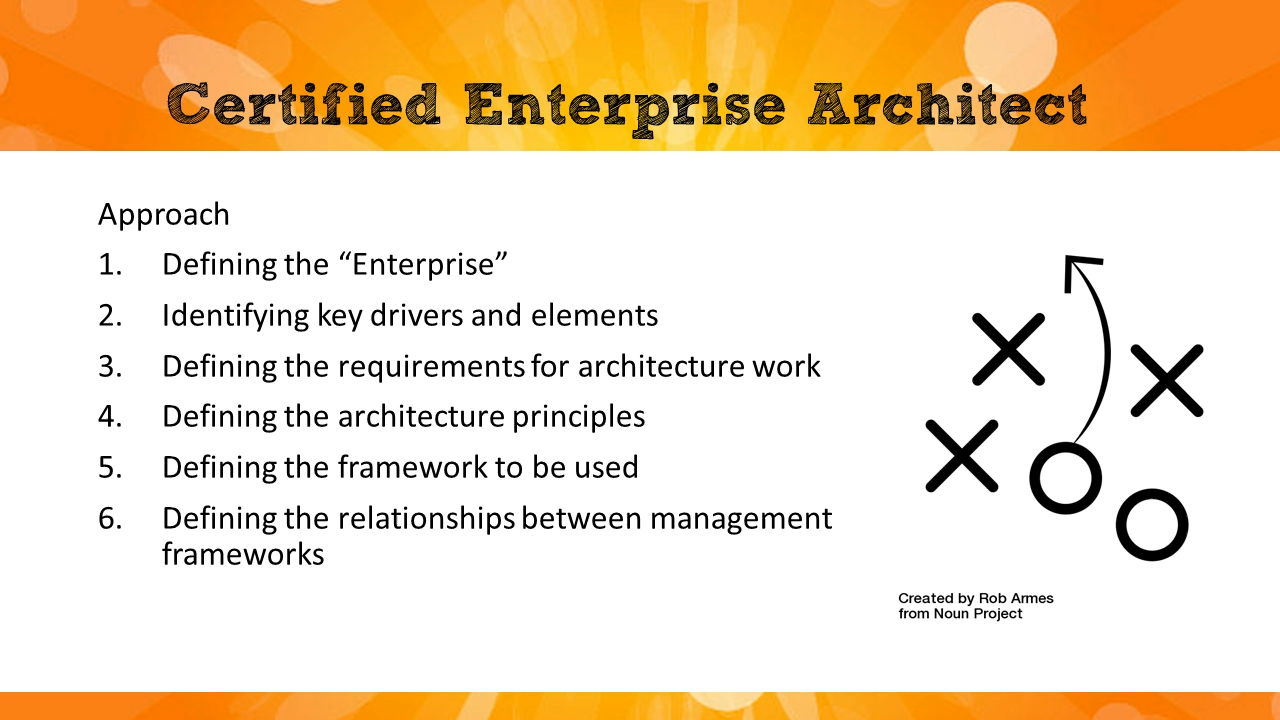 Certified Enterprise Architect
Approach
1. Defining the “Enterprise”
2. Identifying key drivers and elements
3. Defining the requirements for architecture work
4. Defining the architecture principles
5. Defining the framework to be used
6. Defining the relationships between management
frameworks
Created by Rob Armes
from Noun Project